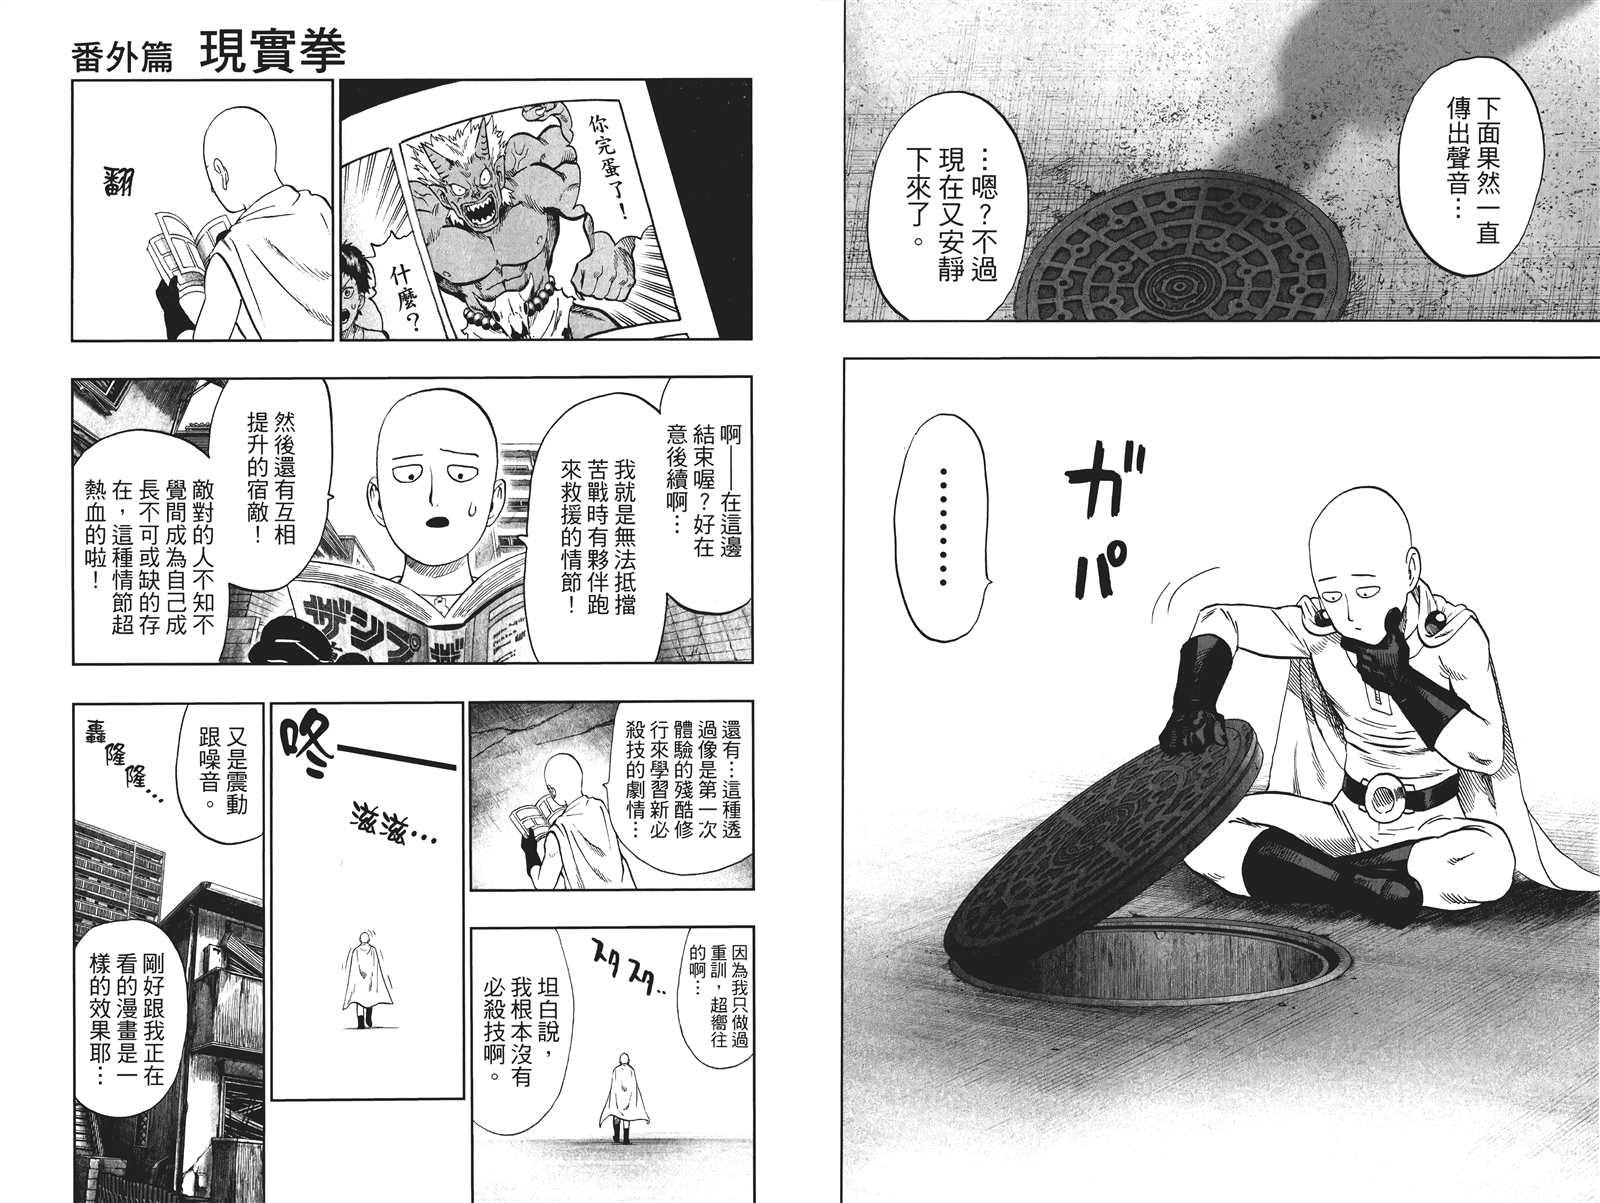 下面果然一直
傳出聲音…
…嗯？不過
現在又安靜
下來了。
ガパ
………
番外篇 現實拳
你完蛋了！
什麼？
翻
啊——在這邊
結束喔？好在
意後續啊…
我就是無法抵擋
苦戰時有夥伴跑
來救援的情節！
然後還有互相
提升的宿敵！
敵對的人不知不
覺間成為自己成
長不可或缺的存
在，這種情節超
熱血的啦！
還有…這種透
過像是第一次
體驗的殘酷修
行來學習新必
殺技的劇情…
因為我只做過
重訓，超嚮往
的啊…
スタスタ…
坦白說，
我根本沒有
必殺技啊。
咚——
滋滋…
又是震動
跟噪音。
轟隆隆…
剛好跟我正在
看的漫畫是一
樣的效果耶…